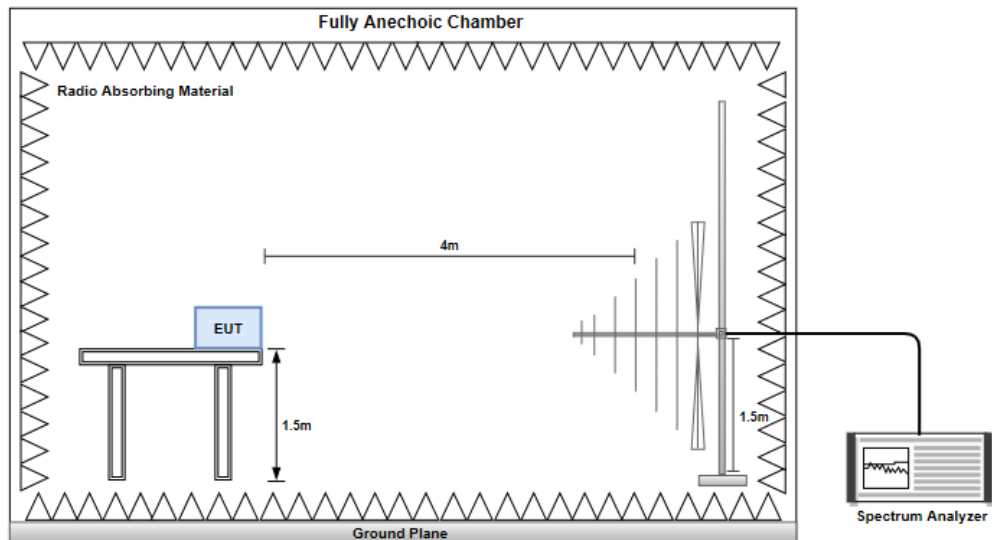 Fully Anechoic Chamber
Radio Absorbing Material
4m
EUT
1.5m
1.5m
Spectrum Analyzer
Ground Plane